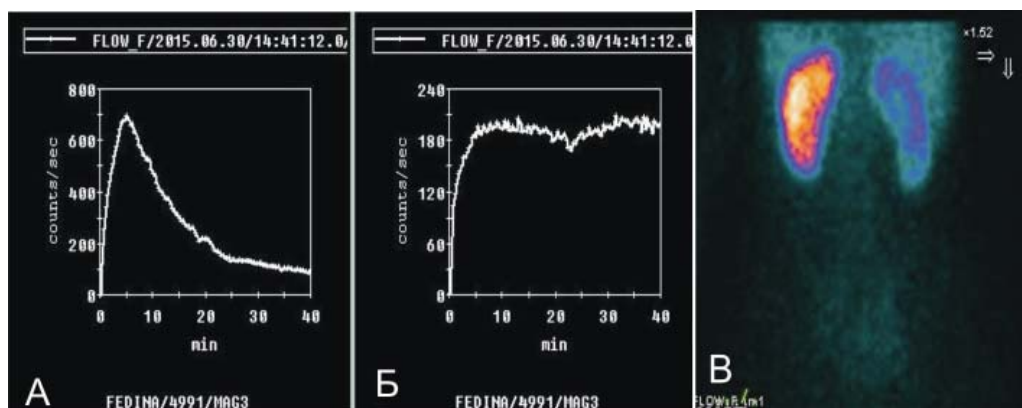 FLOW_F/2015.06.30/14:41:12.0/
800
600
400
200
0
counts/sec
0 10 20 30 40
min
А
FEDINA/4991/MAG3
FLOW_F/2015.06.30/14:41:12.0
240
180
120
60
0
counts/sec
0 10 20 30 40
min
Б
FEDINA/4991/MAG3
×1.52
В